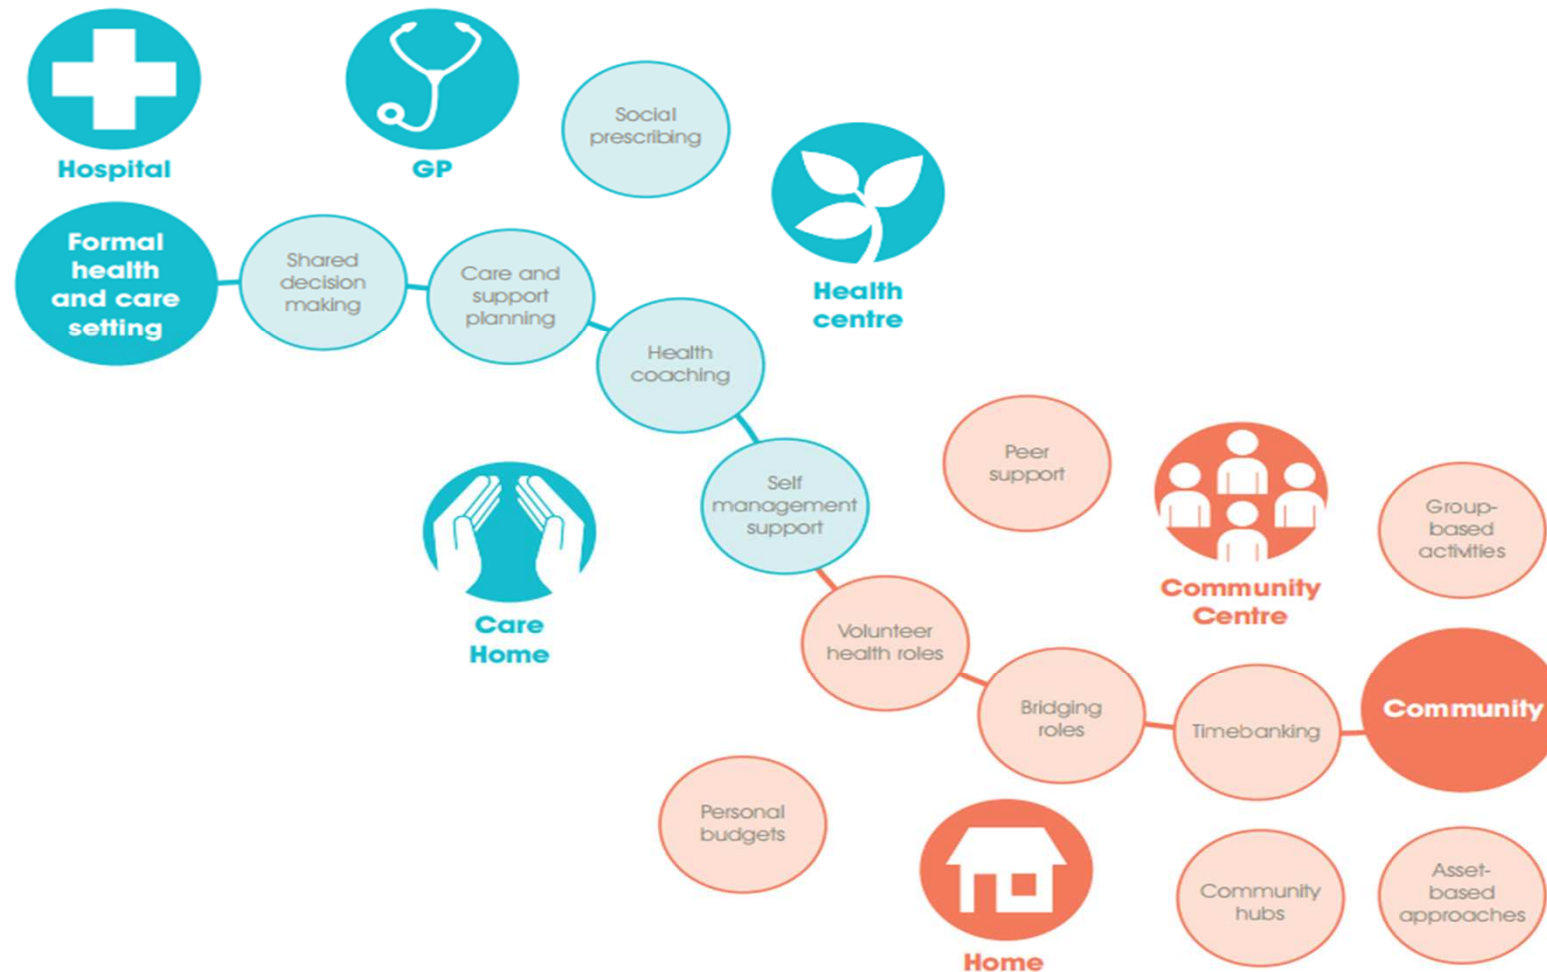 Hospital
GP
Social
prescribing
Health
centre
Formal
health
and care
setting
Shared
decision
making
Care and
support
planning
Health
coaching
Self
management
support
Care
Home
Peer
support
Community
Centre
Group-
based
activities
Volunteer
health roles
Bridging
roles
Timebanking
Community
Personal
budgets
Home
Community
hubs
Asset-
based
approaches